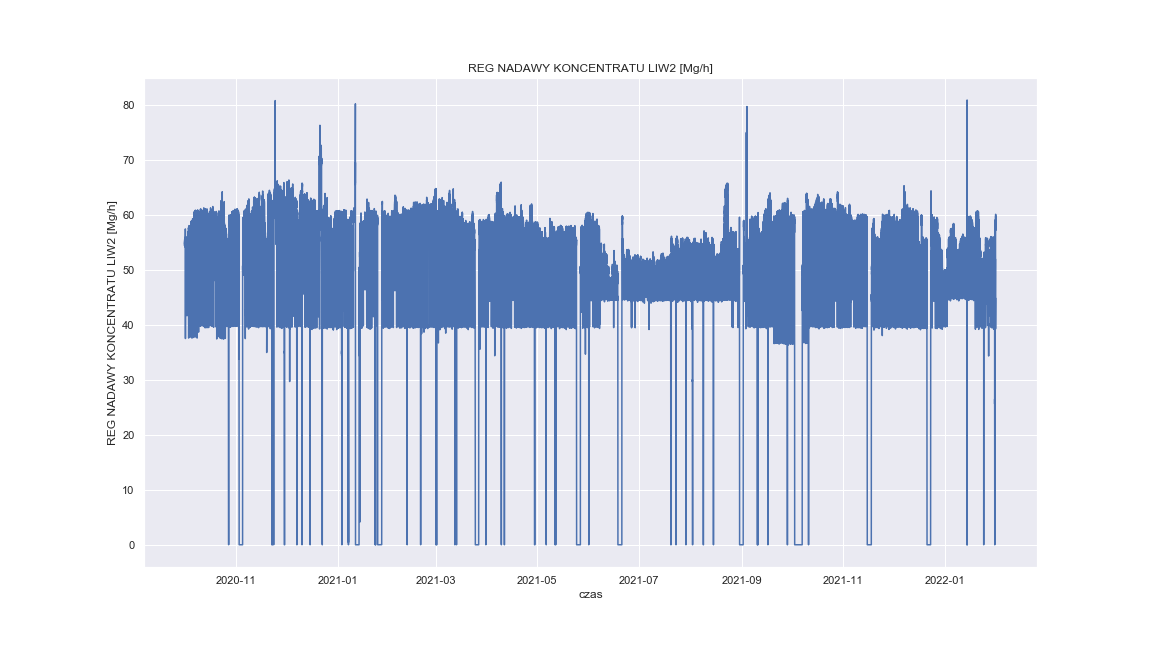 REG NADAWY KONCENTRATU LIW2 [Mg/h]
REG NADAWY KONCENTRATU LIW2 [Mg/h]
80
70
60
50
40
30
20
10
0
2020-11 2021-01 2021-03 2021-05 2021-07 2021-09 2021-11 2022-01
czas